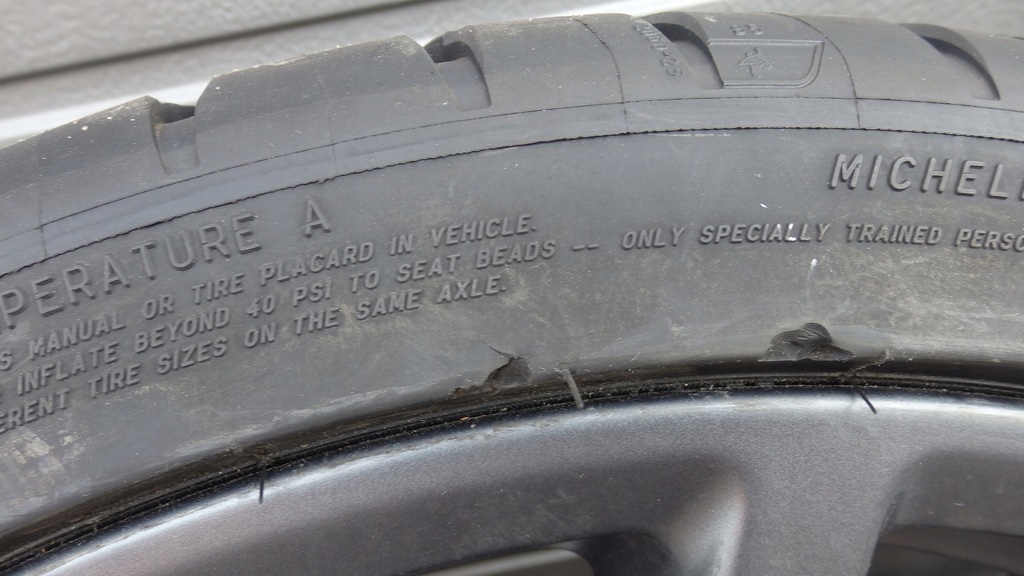 MICHEL
PERATURE A
S MANUAL OR TIRE PLACARD IN VEHICLE.
INFLATE BEYOND 40 PSI TO SEAT BEADS -- ONLY SPECIALLY TRAINED PERSO
ERENT TIRE SIZES ON THE SAME AXLE.